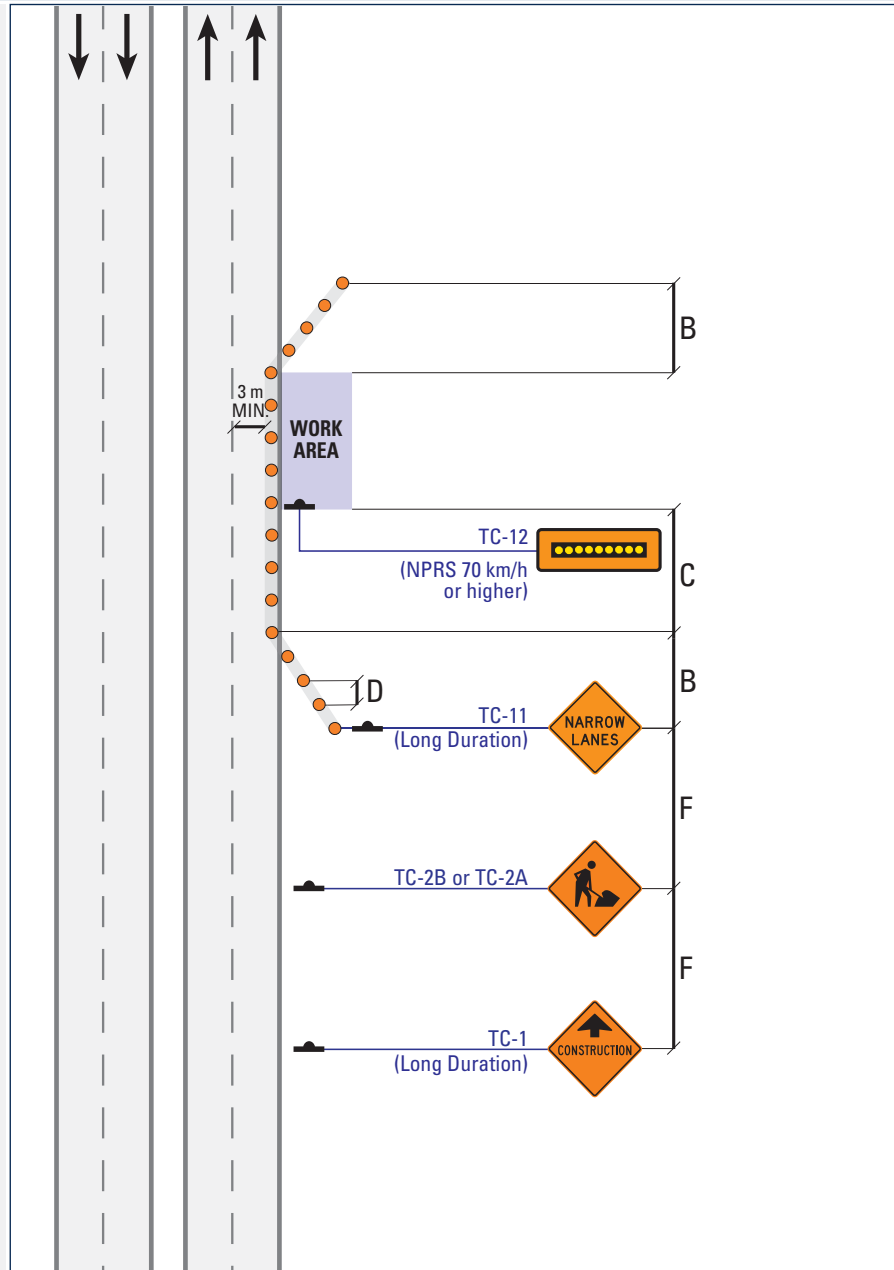 B
3 m
MIN.
WORK
AREA
TC-12
(NPRS 70 km/h
or higher)
C
B
D
TC-11
(Long Duration)
NARROW
LANES
F
TC-2B or TC-2A
F
TC-1
(Long Duration)
CONSTRUCTION